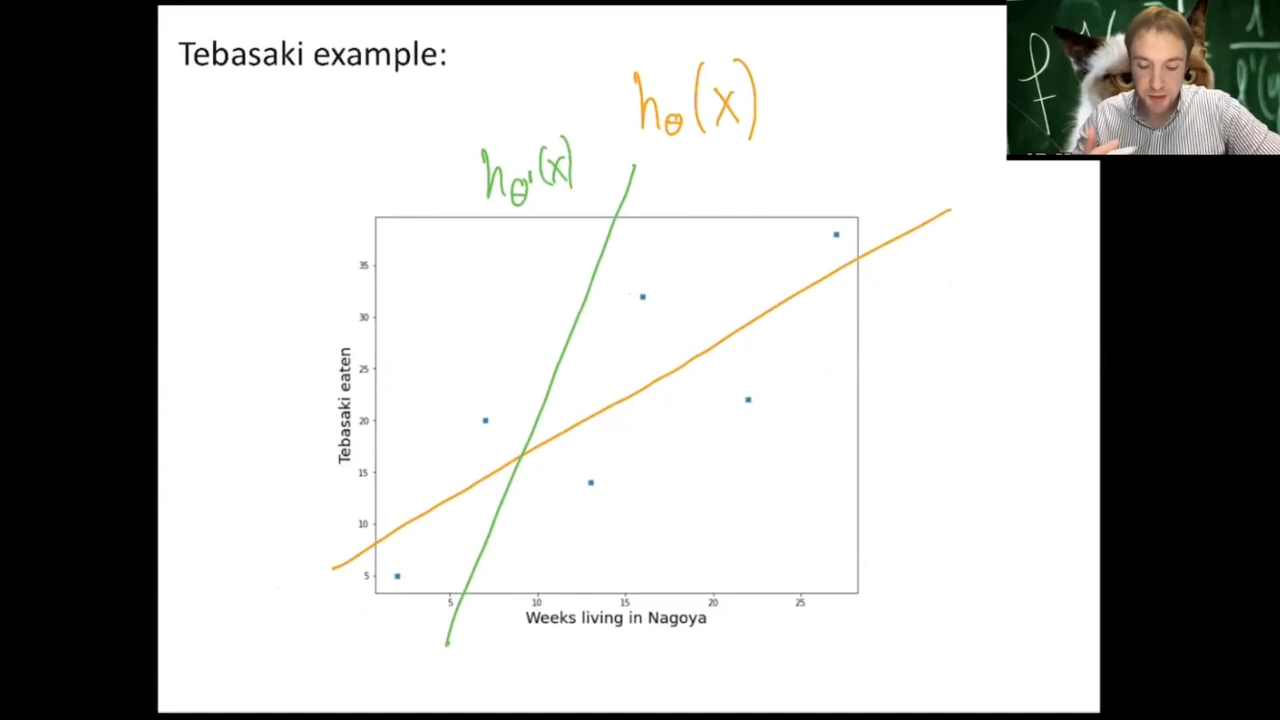 Tebasaki example:
hθ(x)
hθ'(x)
35
30
25
20
15
10
5
Tebasaki eaten
5 10 15 20 25
Weeks living in Nagoya